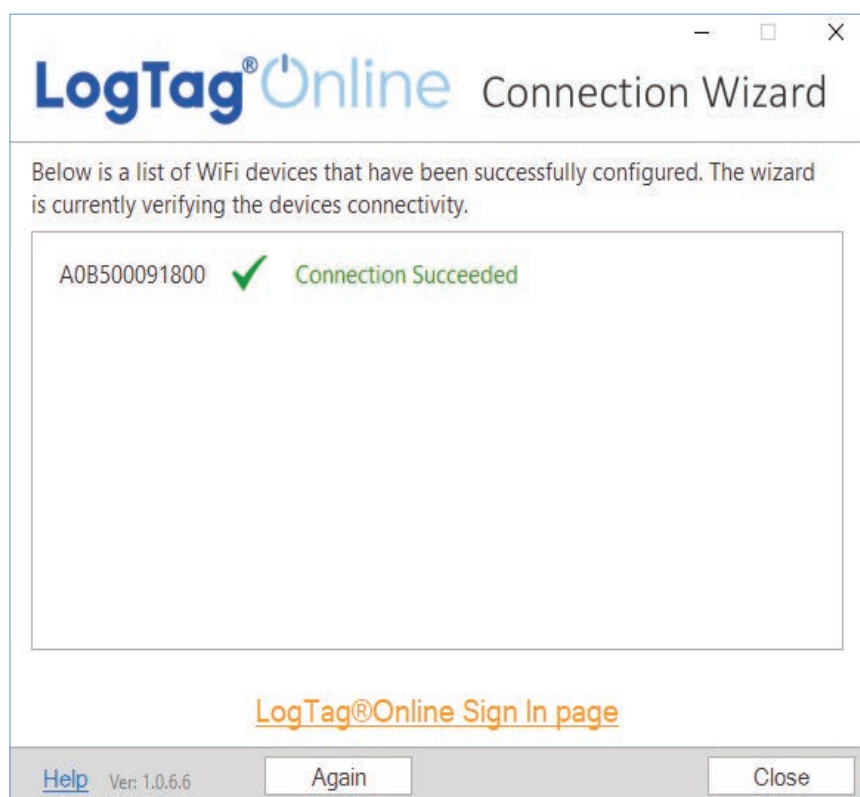 LogTag® Online Connection Wizard
Below is a list of WiFi devices that have been successfully configured. The wizard
is currently verifying the devices connectivity.
A0B500091800 Connection Succeeded
LogTag®Online Sign In page
Help Ver: 1.0.6.6 Again Close